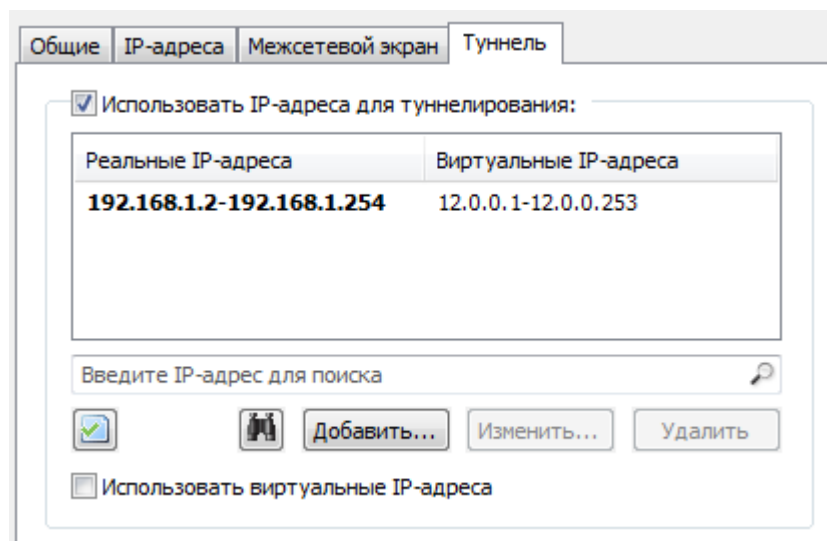 Общие IP-адреса Межсетевой экран Туннель
Использовать IP-адреса для туннелирования:
Реальные IP-адреса Виртуальные IP-адреса
192.168.1.2-192.168.1.254 12.0.0.1-12.0.0.253
Введите IP-адрес для поиска
Добавить... Изменить... Удалить
Использовать виртуальные IP-адреса